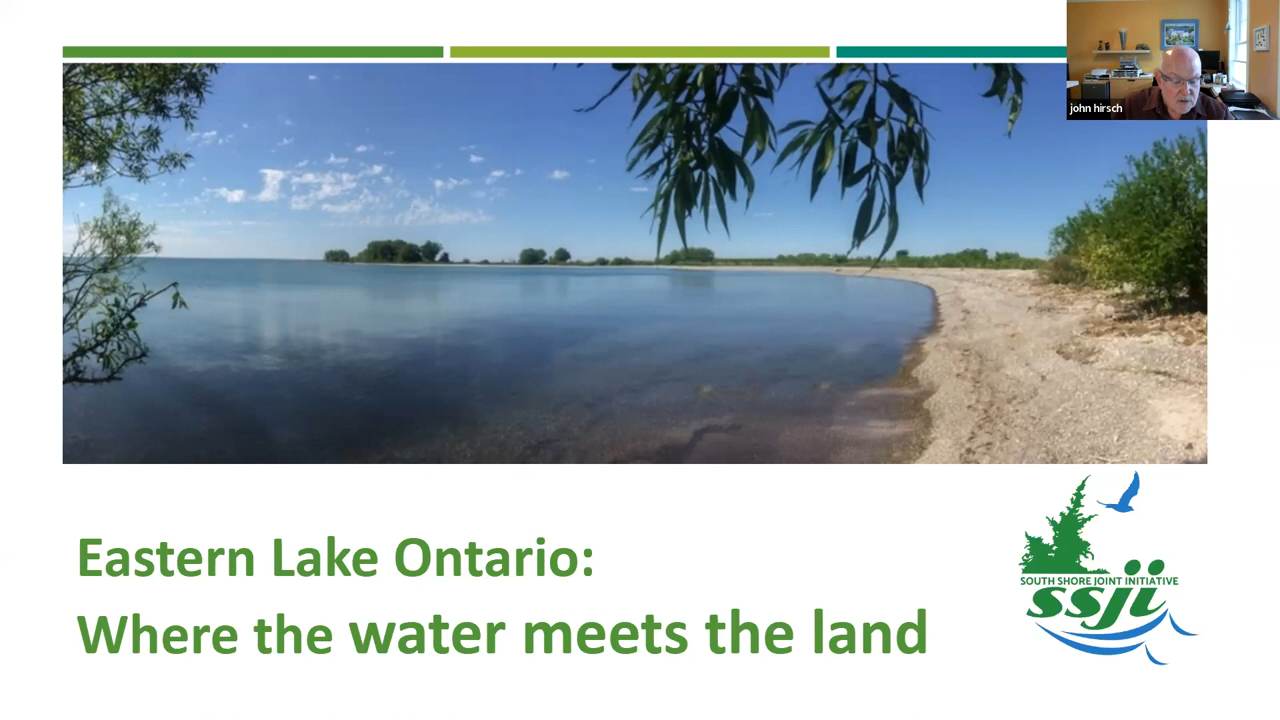 john hirsch
Eastern Lake Ontario:
Where the water meets the land
SOUTH SHORE JOINT INITIATIVE
ssji